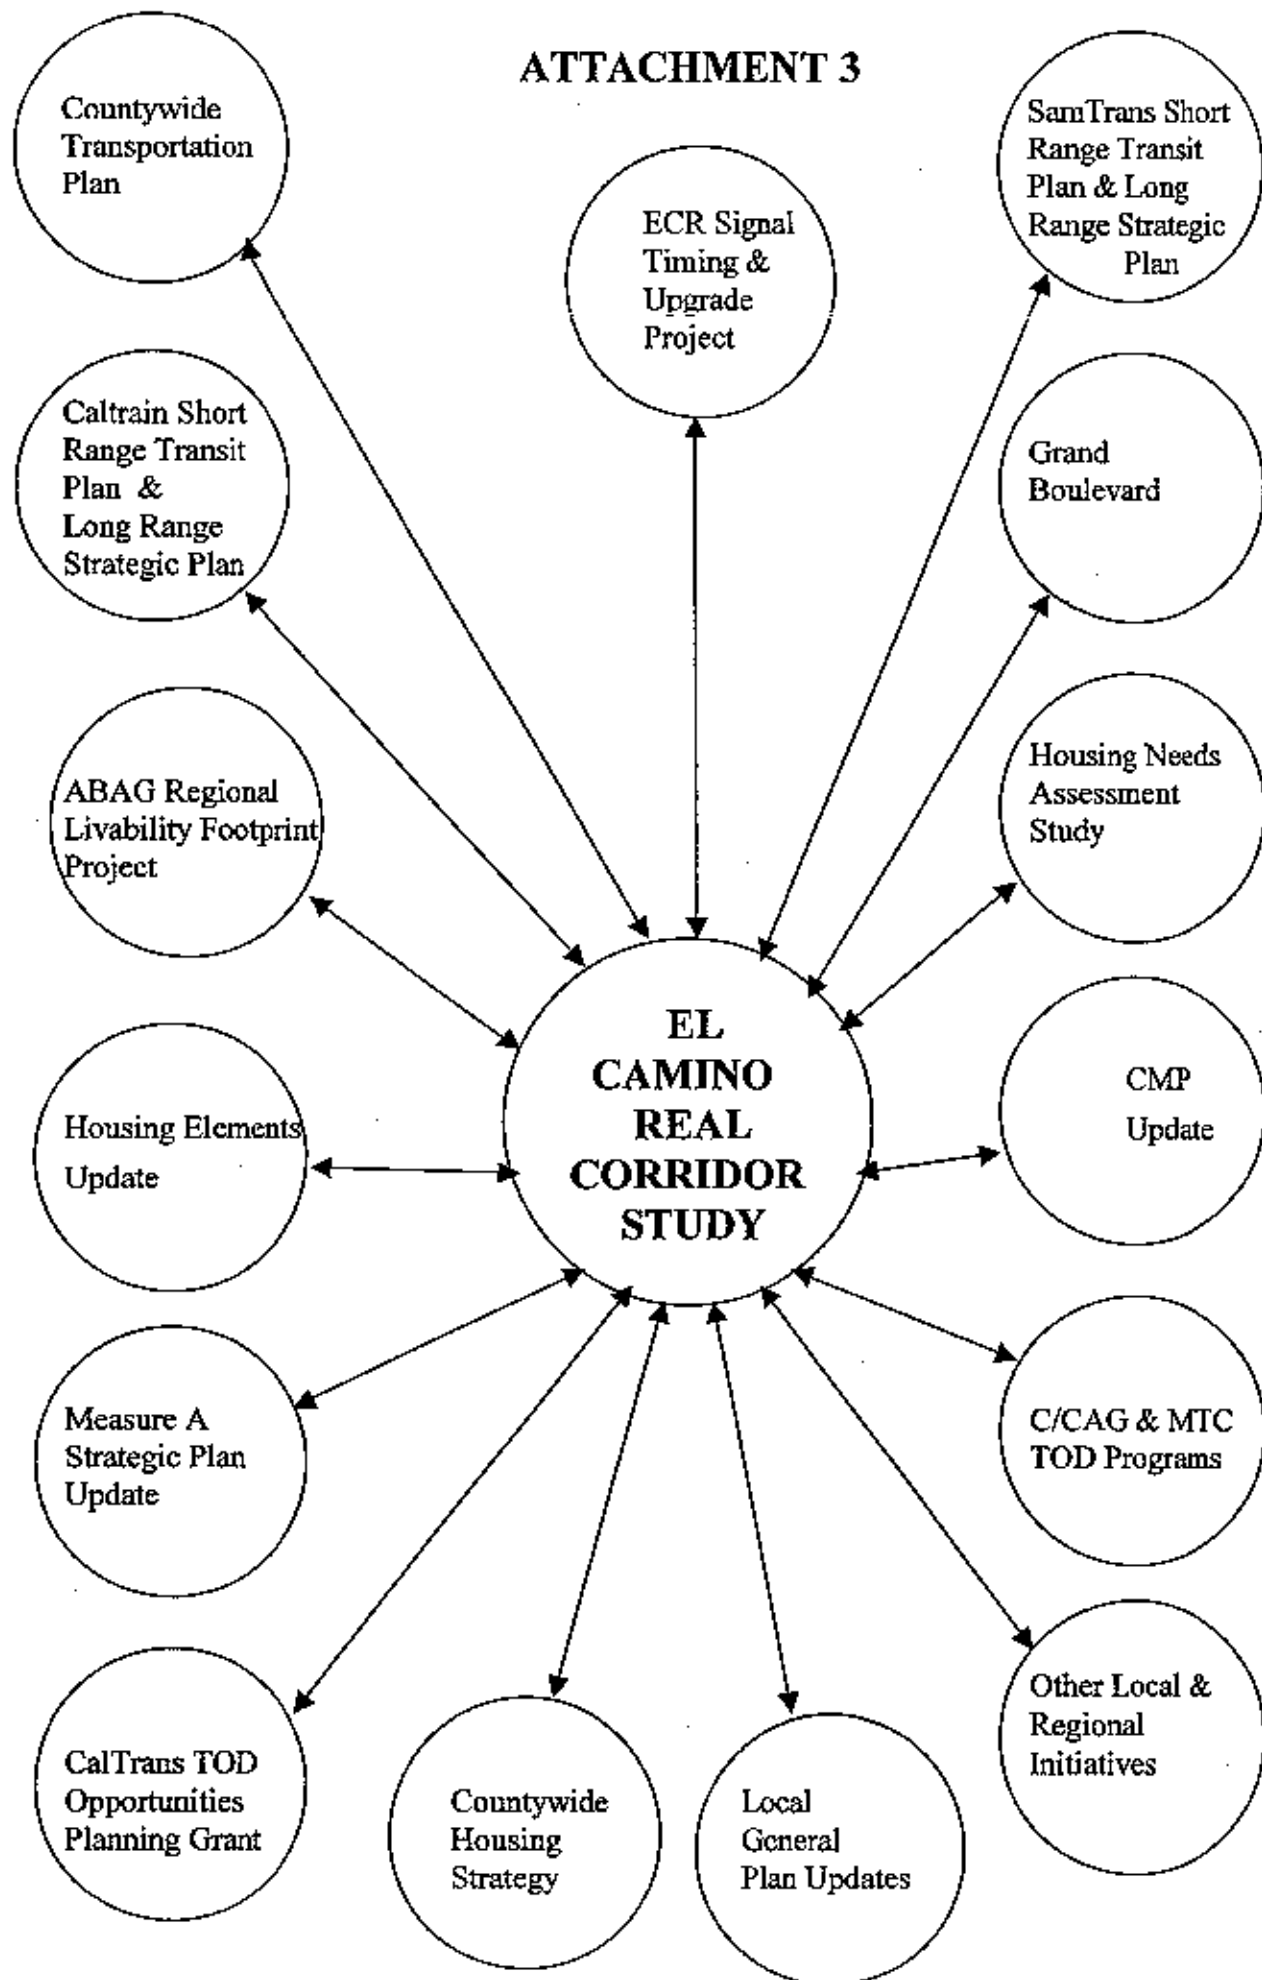 ATTACHMENT 3
Countywide
Transportation
Plan
ECR Signal
Timing &
Upgrade
Project
SamTrans Short
Range Transit
Plan & Long
Range Strategic
Plan
Caltrain Short
Range Transit
Plan &
Long Range
Strategic Plan
Grand
Boulevard
ABAG Regional
Livability Footprint
Project
Housing Needs
Assessment
Study
EL
CAMINO
REAL
CORRIDOR
STUDY
Housing Elements
Update
CMP
Update
Measure A
Strategic Plan
Update
C/CAG & MTC
TOD Programs
CalTrans TOD
Opportunities
Planning Grant
Countywide
Housing
Strategy
Local
General
Plan Updates
Other Local &
Regional
Initiatives